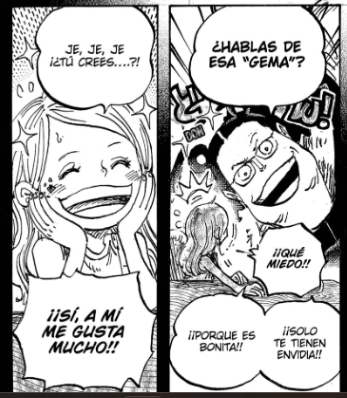 ¿HABLAS DE
ESA "GEMA"?
¡¡QUÉ
MIEDO!!
¡¡SOLO
TE TIENEN
ENVIDIA!!
¡¡PORQUE ES
BONITA!!
JE, JE, JE
¡¿TÚ CREES....?!
¡¡SÍ, A MÍ
ME GUSTA
MUCHO!!